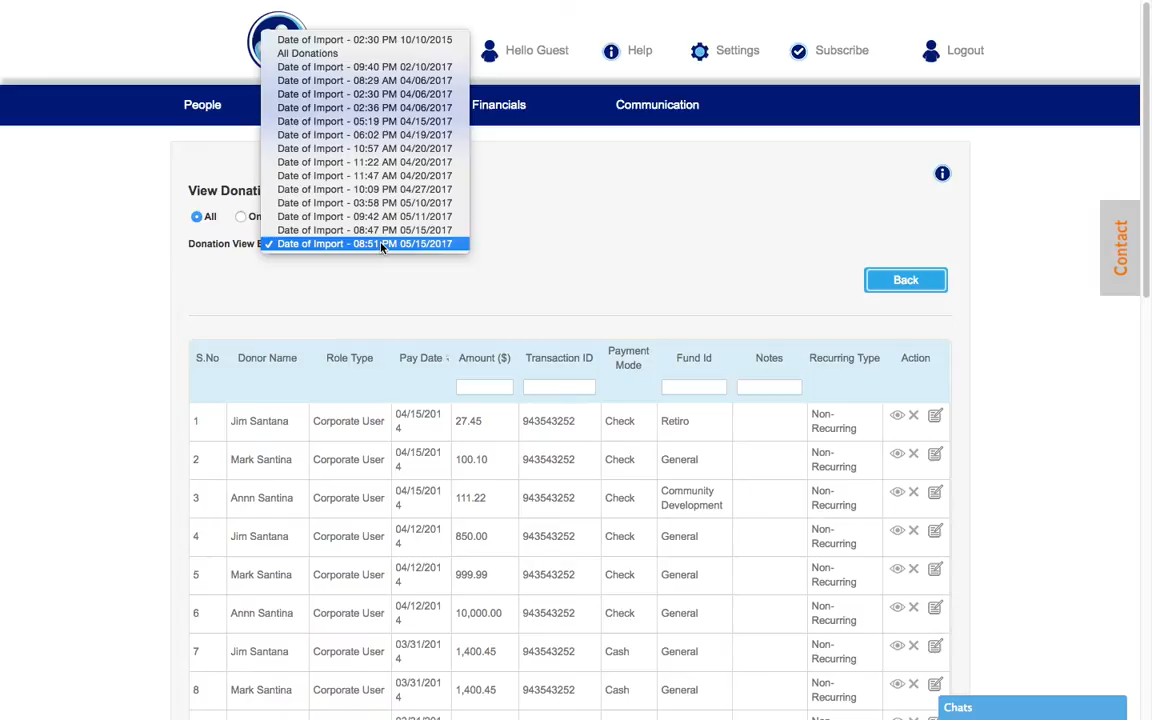 Hello Guest
Help
Settings
Subscribe
Logout
People
Financials
Communication
Date of Import - 02:30 PM 10/10/2015
All Donations
Date of Import - 09:40 PM 02/10/2017
Date of Import - 08:29 AM 04/06/2017
Date of Import - 02:30 PM 04/06/2017
Date of Import - 02:36 PM 04/06/2017
Date of Import - 05:19 PM 04/15/2017
Date of Import - 06:02 PM 04/19/2017
Date of Import - 10:57 AM 04/20/2017
Date of Import - 11:22 AM 04/20/2017
Date of Import - 11:47 AM 04/20/2017
Date of Import - 10:09 PM 04/27/2017
Date of Import - 03:58 PM 05/10/2017
Date of Import - 09:42 AM 05/11/2017
Date of Import - 08:47 PM 05/15/2017
✓ Date of Import - 08:51 PM 05/15/2017
View Donati
All On
Donation View
Contact
Back
S.No Donor Name Role Type Pay Date Amount ($) Transaction ID Payment Mode Fund Id Notes Recurring Type Action
1 Jim Santana Corporate User 04/15/2014 27.45 943543252 Check Retiro Non-Recurring
2 Mark Santina Corporate User 04/15/2014 100.10 943543252 Check General Non-Recurring
3 Annn Santina Corporate User 04/15/2014 111.22 943543252 Check Community Development Non-Recurring
4 Jim Santana Corporate User 04/12/2014 850.00 943543252 Check General Non-Recurring
5 Mark Santina Corporate User 04/12/2014 999.99 943543252 Check General Non-Recurring
6 Annn Santina Corporate User 04/12/2014 10,000.00 943543252 Check General Non-Recurring
7 Jim Santana Corporate User 03/31/2014 1,400.45 943543252 Cash General Non-Recurring
8 Mark Santina Corporate User 03/31/2014 1,400.45 943543252 Cash General Non-Recurring
Chats